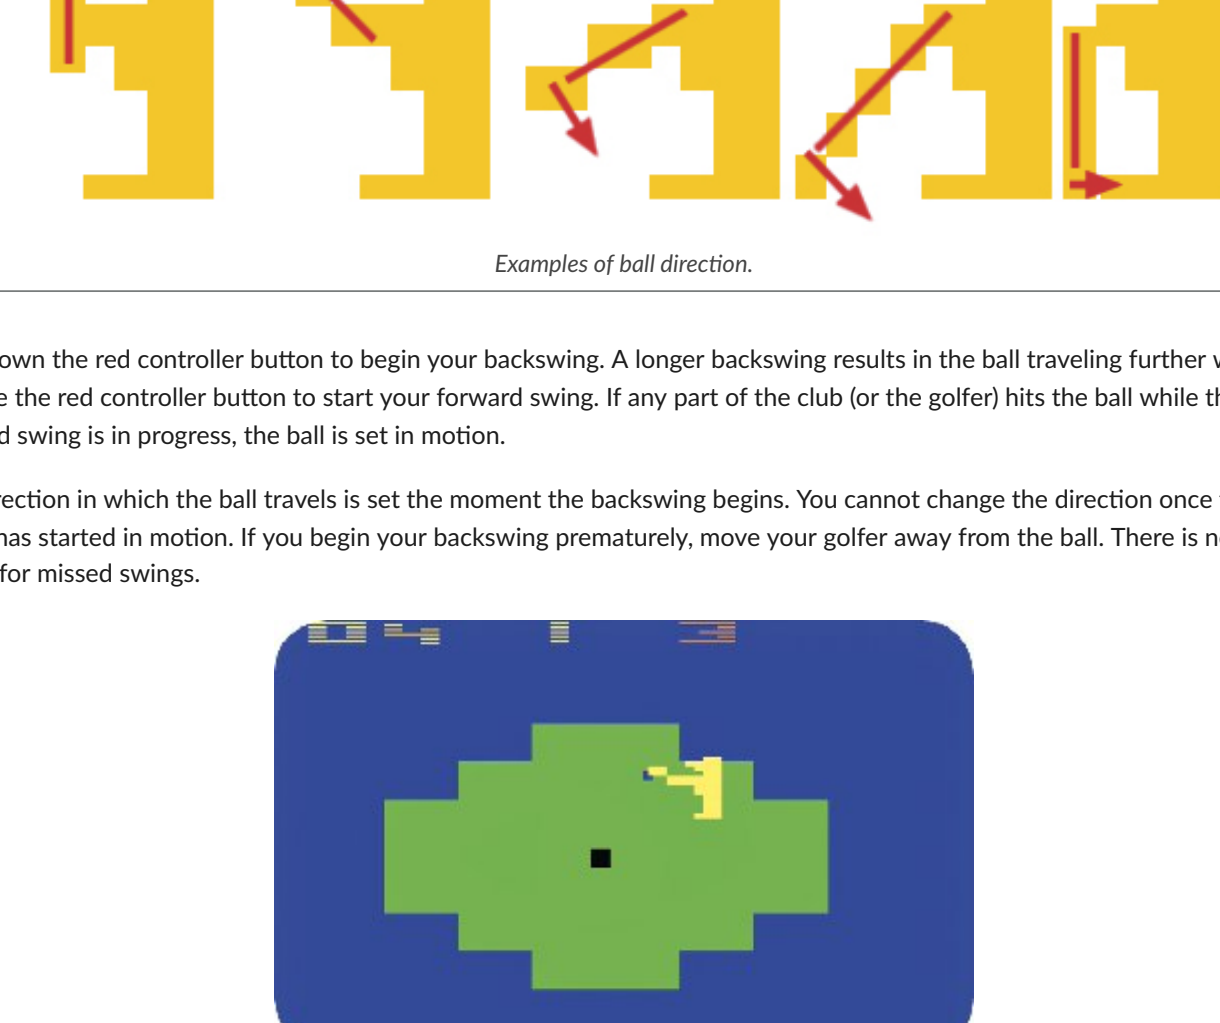 Examples of ball direction.
own the red controller button to begin your backswing. A longer backswing results in the ball traveling further
the red controller button to start your forward swing. If any part of the club (or the golfer) hits the ball while
swing is in progress, the ball is set in motion.
in which the ball travels is set the moment the backswing begins. You cannot change the direction once
has started in motion. If you begin your backswing prematurely, move your golfer away from the ball. There is
for missed swings.
04 1 3